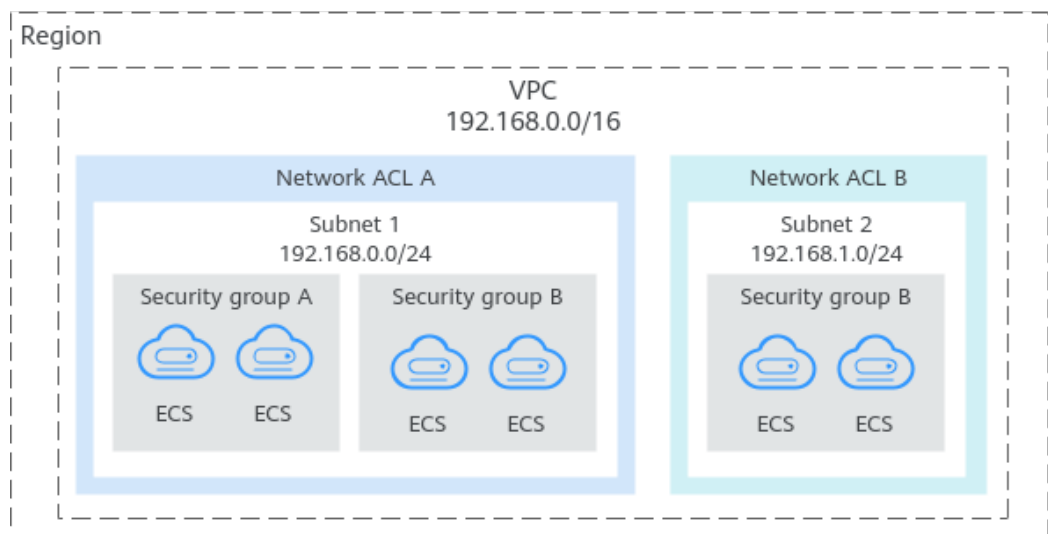 Region
VPC
192.168.0.0/16
Network ACL A
Subnet 1
192.168.0.0/24
Security group A
ECS
ECS
Security group B
ECS
ECS
Network ACL B
Subnet 2
192.168.1.0/24
Security group B
ECS
ECS